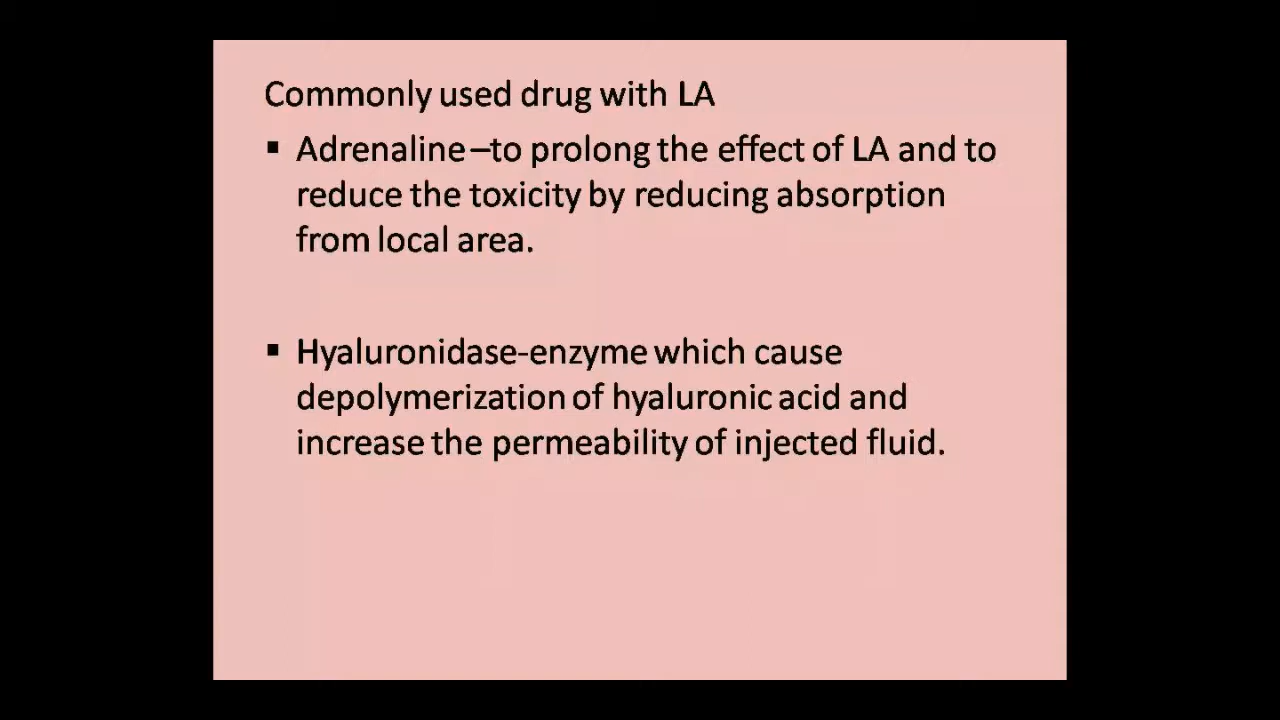 Commonly used drug with LA
▪ Adrenaline –to prolong the effect of LA and to
reduce the toxicity by reducing absorption
from local area.
▪ Hyaluronidase-enzyme which cause
depolymerization of hyaluronic acid and
increase the permeability of injected fluid.